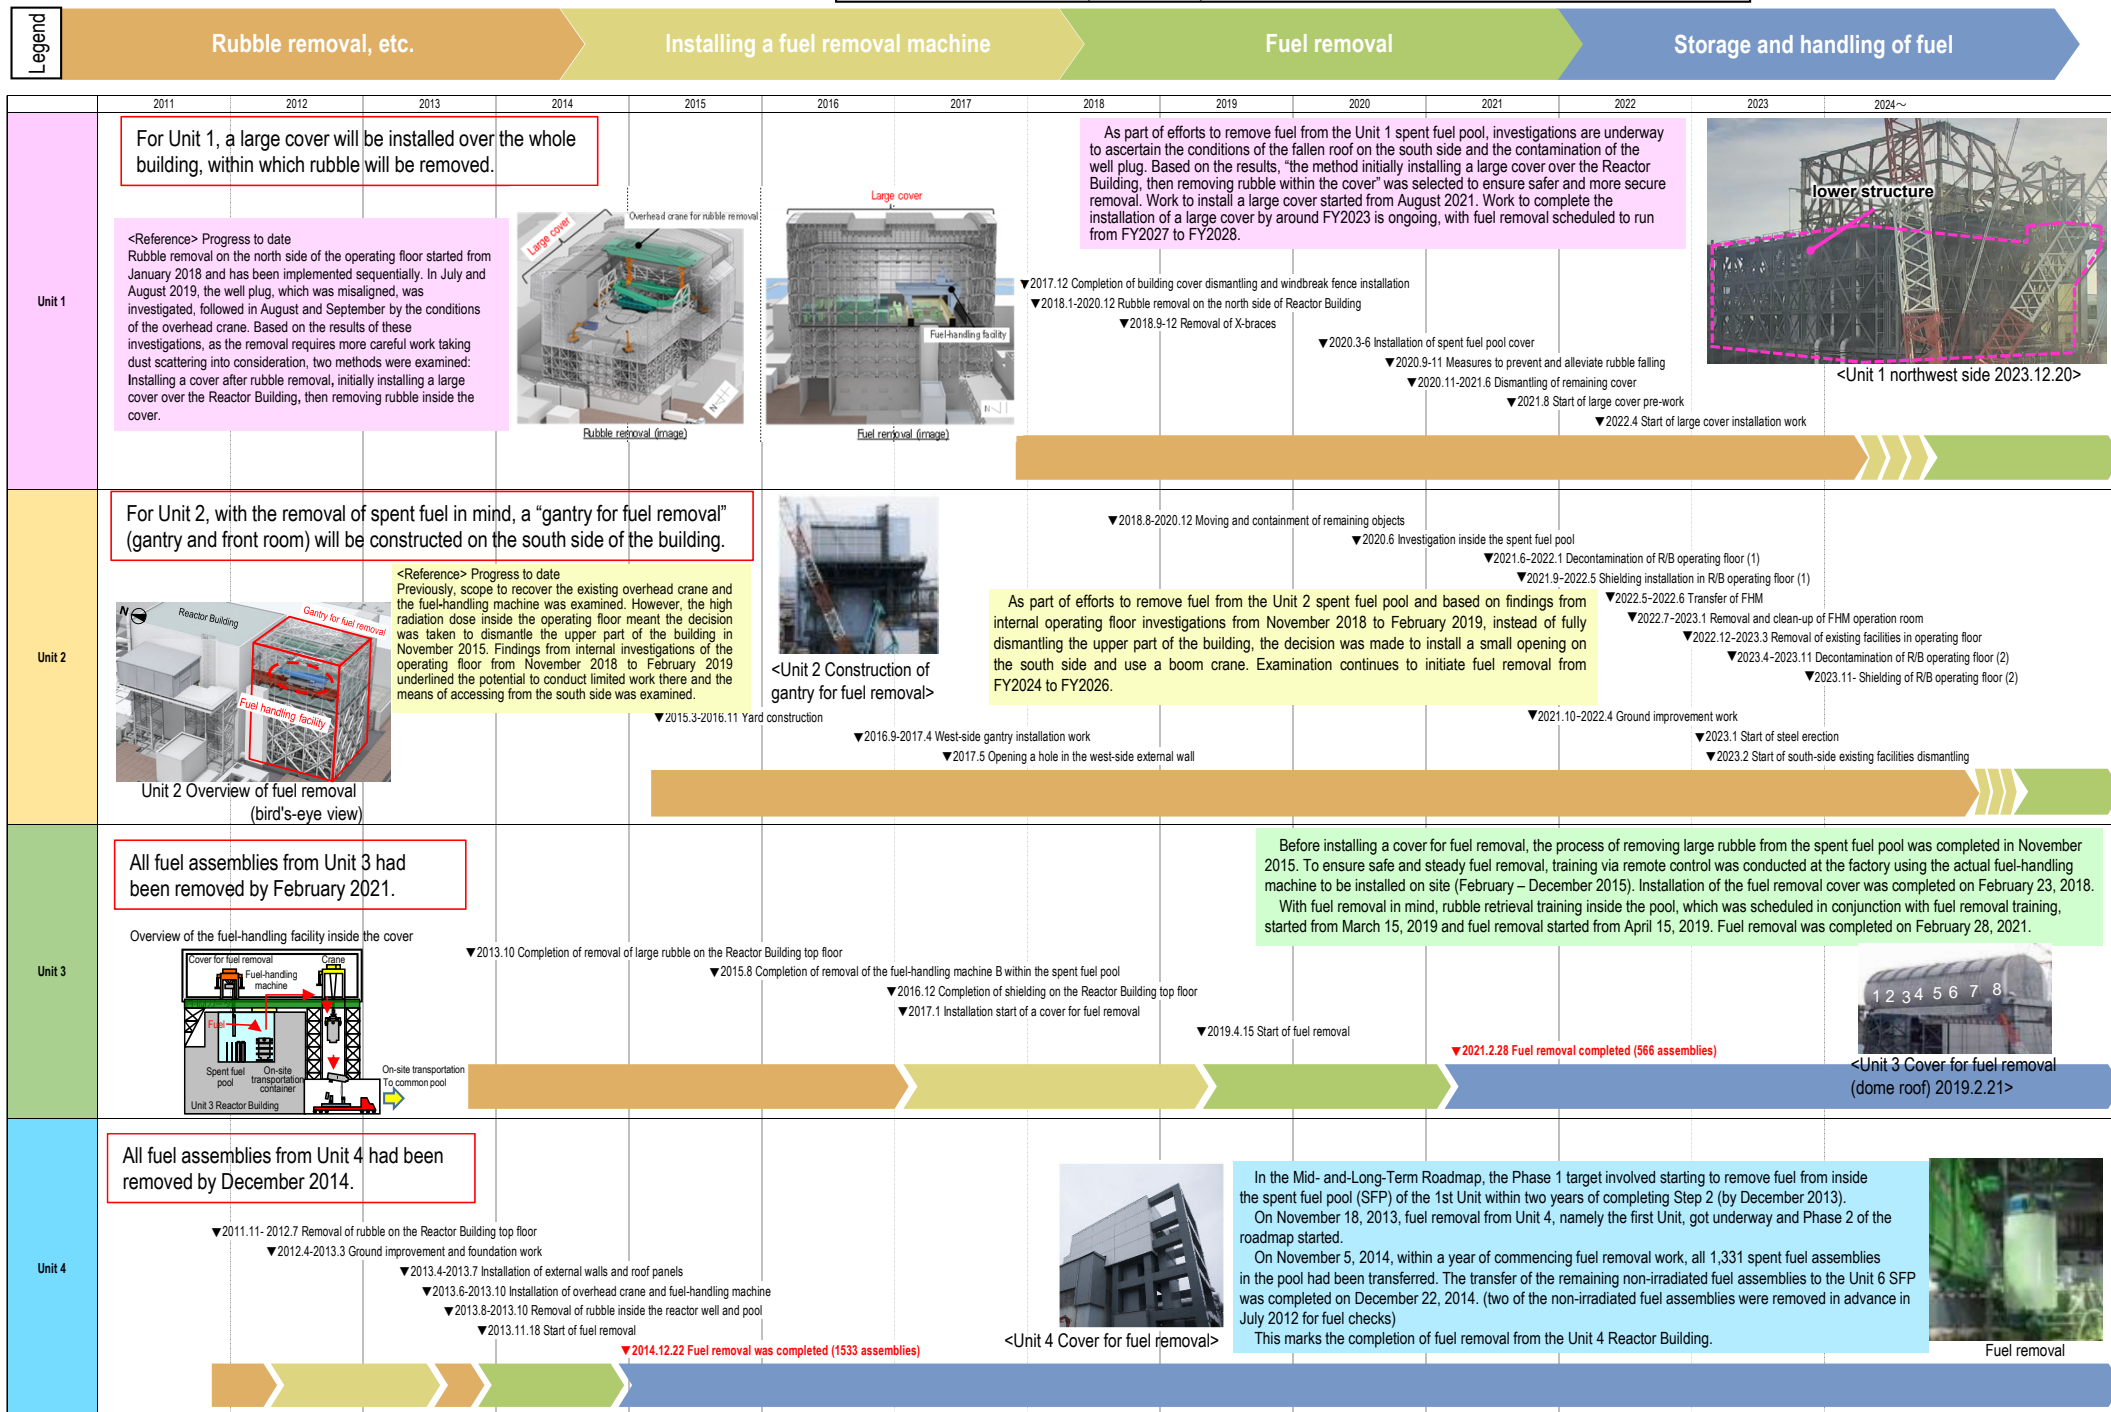 Legend
Rubble removal, etc.
Installing a fuel removal machine
Fuel removal
Storage and handling of fuel
2011
2012
2013
2014
2015
2016
2017
2018
2019
2020
2021
2022
2023
2024～
Unit 1
For Unit 1, a large cover will be installed over the whole
building, within which rubble will be removed.
<Reference> Progress to date
Rubble removal on the north side of the operating floor started from
January 2018 and has been implemented sequentially. In July and
August 2019, the well plug, which was misaligned, was
investigated, followed in August and September by the conditions
of the overhead crane. Based on the results of these
investigations, as the removal requires more careful work taking
dust scattering into consideration, two methods were examined:
Installing a cover after rubble removal, initially installing a large
cover over the Reactor Building, then removing rubble inside the
cover.
Large cover
Overhead crane for rubble removal
N
Rubble removal (image)
Large cover
Fuel-handling facility
N
Fuel removal (image)
As part of efforts to remove fuel from the Unit 1 spent fuel pool, investigations are underway
to ascertain the conditions of the fallen roof on the south side and the contamination of the
well plug. Based on the results, “the method initially installing a large cover over the Reactor
Building, then removing rubble within the cover” was selected to ensure safer and more secure
removal. Work to install a large cover started from August 2021. Work to complete the
installation of a large cover by around FY2023 is ongoing, with fuel removal scheduled to run
from FY2027 to FY2028.
lower structure
<Unit 1 northwest side 2023.12.20>
▼2017.12 Completion of building cover dismantling and windbreak fence installation
▼2018.1-2020.12 Rubble removal on the north side of Reactor Building
▼2018.9-12 Removal of X-braces
▼2020.3-6 Installation of spent fuel pool cover
▼2020.9-11 Measures to prevent and alleviate rubble falling
▼2020.11-2021.6 Dismantling of remaining cover
▼2021.8 Start of large cover pre-work
▼2022.4 Start of large cover installation work
Unit 2
For Unit 2, with the removal of spent fuel in mind, a “gantry for fuel removal”
(gantry and front room) will be constructed on the south side of the building.
<Reference> Progress to date
Previously, scope to recover the existing overhead crane and
the fuel-handling machine was examined. However, the high
radiation dose inside the operating floor meant the decision
was taken to dismantle the upper part of the building in
November 2015. Findings from internal investigations of the
operating floor from November 2018 to February 2019
underlined the potential to conduct limited work there and the
means of accessing from the south side was examined.
N
Reactor Building
Gantry for fuel removal
Fuel handling facility
Unit 2 Overview of fuel removal
(bird's-eye view)
<Unit 2 Construction of
gantry for fuel removal>
As part of efforts to remove fuel from the Unit 2 spent fuel pool and based on findings from
internal operating floor investigations from November 2018 to February 2019, instead of fully
dismantling the upper part of the building, the decision was made to install a small opening on
the south side and use a boom crane. Examination continues to initiate fuel removal from
FY2024 to FY2026.
▼2018.8-2020.12 Moving and containment of remaining objects
▼2020.6 Investigation inside the spent fuel pool
▼2021.6-2022.1 Decontamination of R/B operating floor (1)
▼2021.9-2022.5 Shielding installation in R/B operating floor (1)
▼2022.5-2022.6 Transfer of FHM
▼2022.7-2023.1 Removal and clean-up of FHM operation room
▼2022.12-2023.3 Removal of existing facilities in operating floor
▼2023.4-2023.11 Decontamination of R/B operating floor (2)
▼2023.11- Shielding of R/B operating floor (2)
▼2015.3-2016.11 Yard construction
▼2016.9-2017.4 West-side gantry installation work
▼2017.5 Opening a hole in the west-side external wall
▼2021.10-2022.4 Ground improvement work
▼2023.1 Start of steel erection
▼2023.2 Start of south-side existing facilities dismantling
Unit 3
All fuel assemblies from Unit 3 had
been removed by February 2021.
Overview of the fuel-handling facility inside the cover
Cover for fuel removal
Crane
Fuel-handling
machine
Fuel
Spent fuel
pool
On-site
transportation
container
Unit 3 Reactor Building
On-site transportation
To common pool
Before installing a cover for fuel removal, the process of removing large rubble from the spent fuel pool was completed in November
2015. To ensure safe and steady fuel removal, training via remote control was conducted at the factory using the actual fuel-handling
machine to be installed on site (February – December 2015). Installation of the fuel removal cover was completed on February 23, 2018.
With fuel removal in mind, rubble retrieval training inside the pool, which was scheduled in conjunction with fuel removal training,
started from March 15, 2019 and fuel removal started from April 15, 2019. Fuel removal was completed on February 28, 2021.
▼2013.10 Completion of removal of large rubble on the Reactor Building top floor
▼2015.8 Completion of removal of the fuel-handling machine B within the spent fuel pool
▼2016.12 Completion of shielding on the Reactor Building top floor
▼2017.1 Installation start of a cover for fuel removal
▼2019.4.15 Start of fuel removal
▼2021.2.28 Fuel removal completed (566 assemblies)
1 2 3 4 5 6 7 8
<Unit 3 Cover for fuel removal
(dome roof) 2019.2.21>
Unit 4
All fuel assemblies from Unit 4 had been
removed by December 2014.
▼2011.11- 2012.7 Removal of rubble on the Reactor Building top floor
▼2012.4-2013.3 Ground improvement and foundation work
▼2013.4-2013.7 Installation of external walls and roof panels
▼2013.6-2013.10 Installation of overhead crane and fuel-handling machine
▼2013.8-2013.10 Removal of rubble inside the reactor well and pool
▼2013.11.18 Start of fuel removal
▼2014.12.22 Fuel removal was completed (1533 assemblies)
<Unit 4 Cover for fuel removal>
In the Mid- and-Long-Term Roadmap, the Phase 1 target involved starting to remove fuel from inside
the spent fuel pool (SFP) of the 1st Unit within two years of completing Step 2 (by December 2013).
On November 18, 2013, fuel removal from Unit 4, namely the first Unit, got underway and Phase 2 of the
roadmap started.
On November 5, 2014, within a year of commencing fuel removal work, all 1,331 spent fuel assemblies
in the pool had been transferred. The transfer of the remaining non-irradiated fuel assemblies to the Unit 6 SFP
was completed on December 22, 2014. (two of the non-irradiated fuel assemblies were removed in advance in
July 2012 for fuel checks)
This marks the completion of fuel removal from the Unit 4 Reactor Building.
Fuel removal